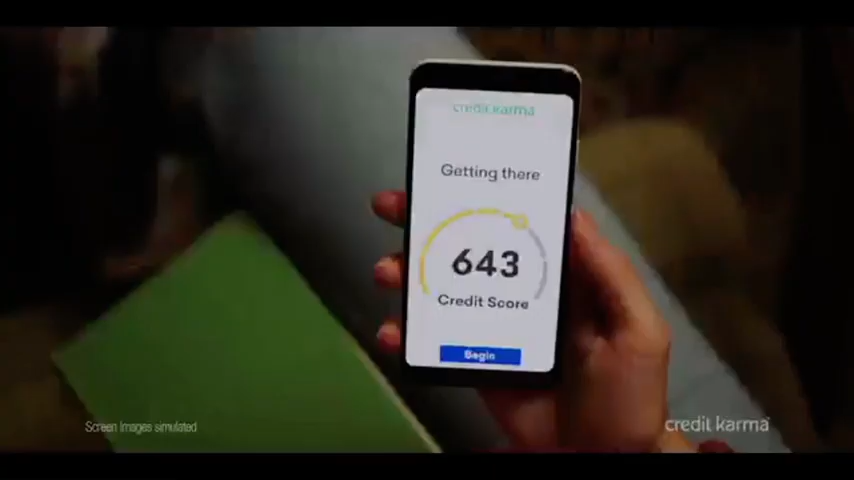 credit karma
Getting there
643
Credit Score
Begin
Screen Images simulated
credit karma